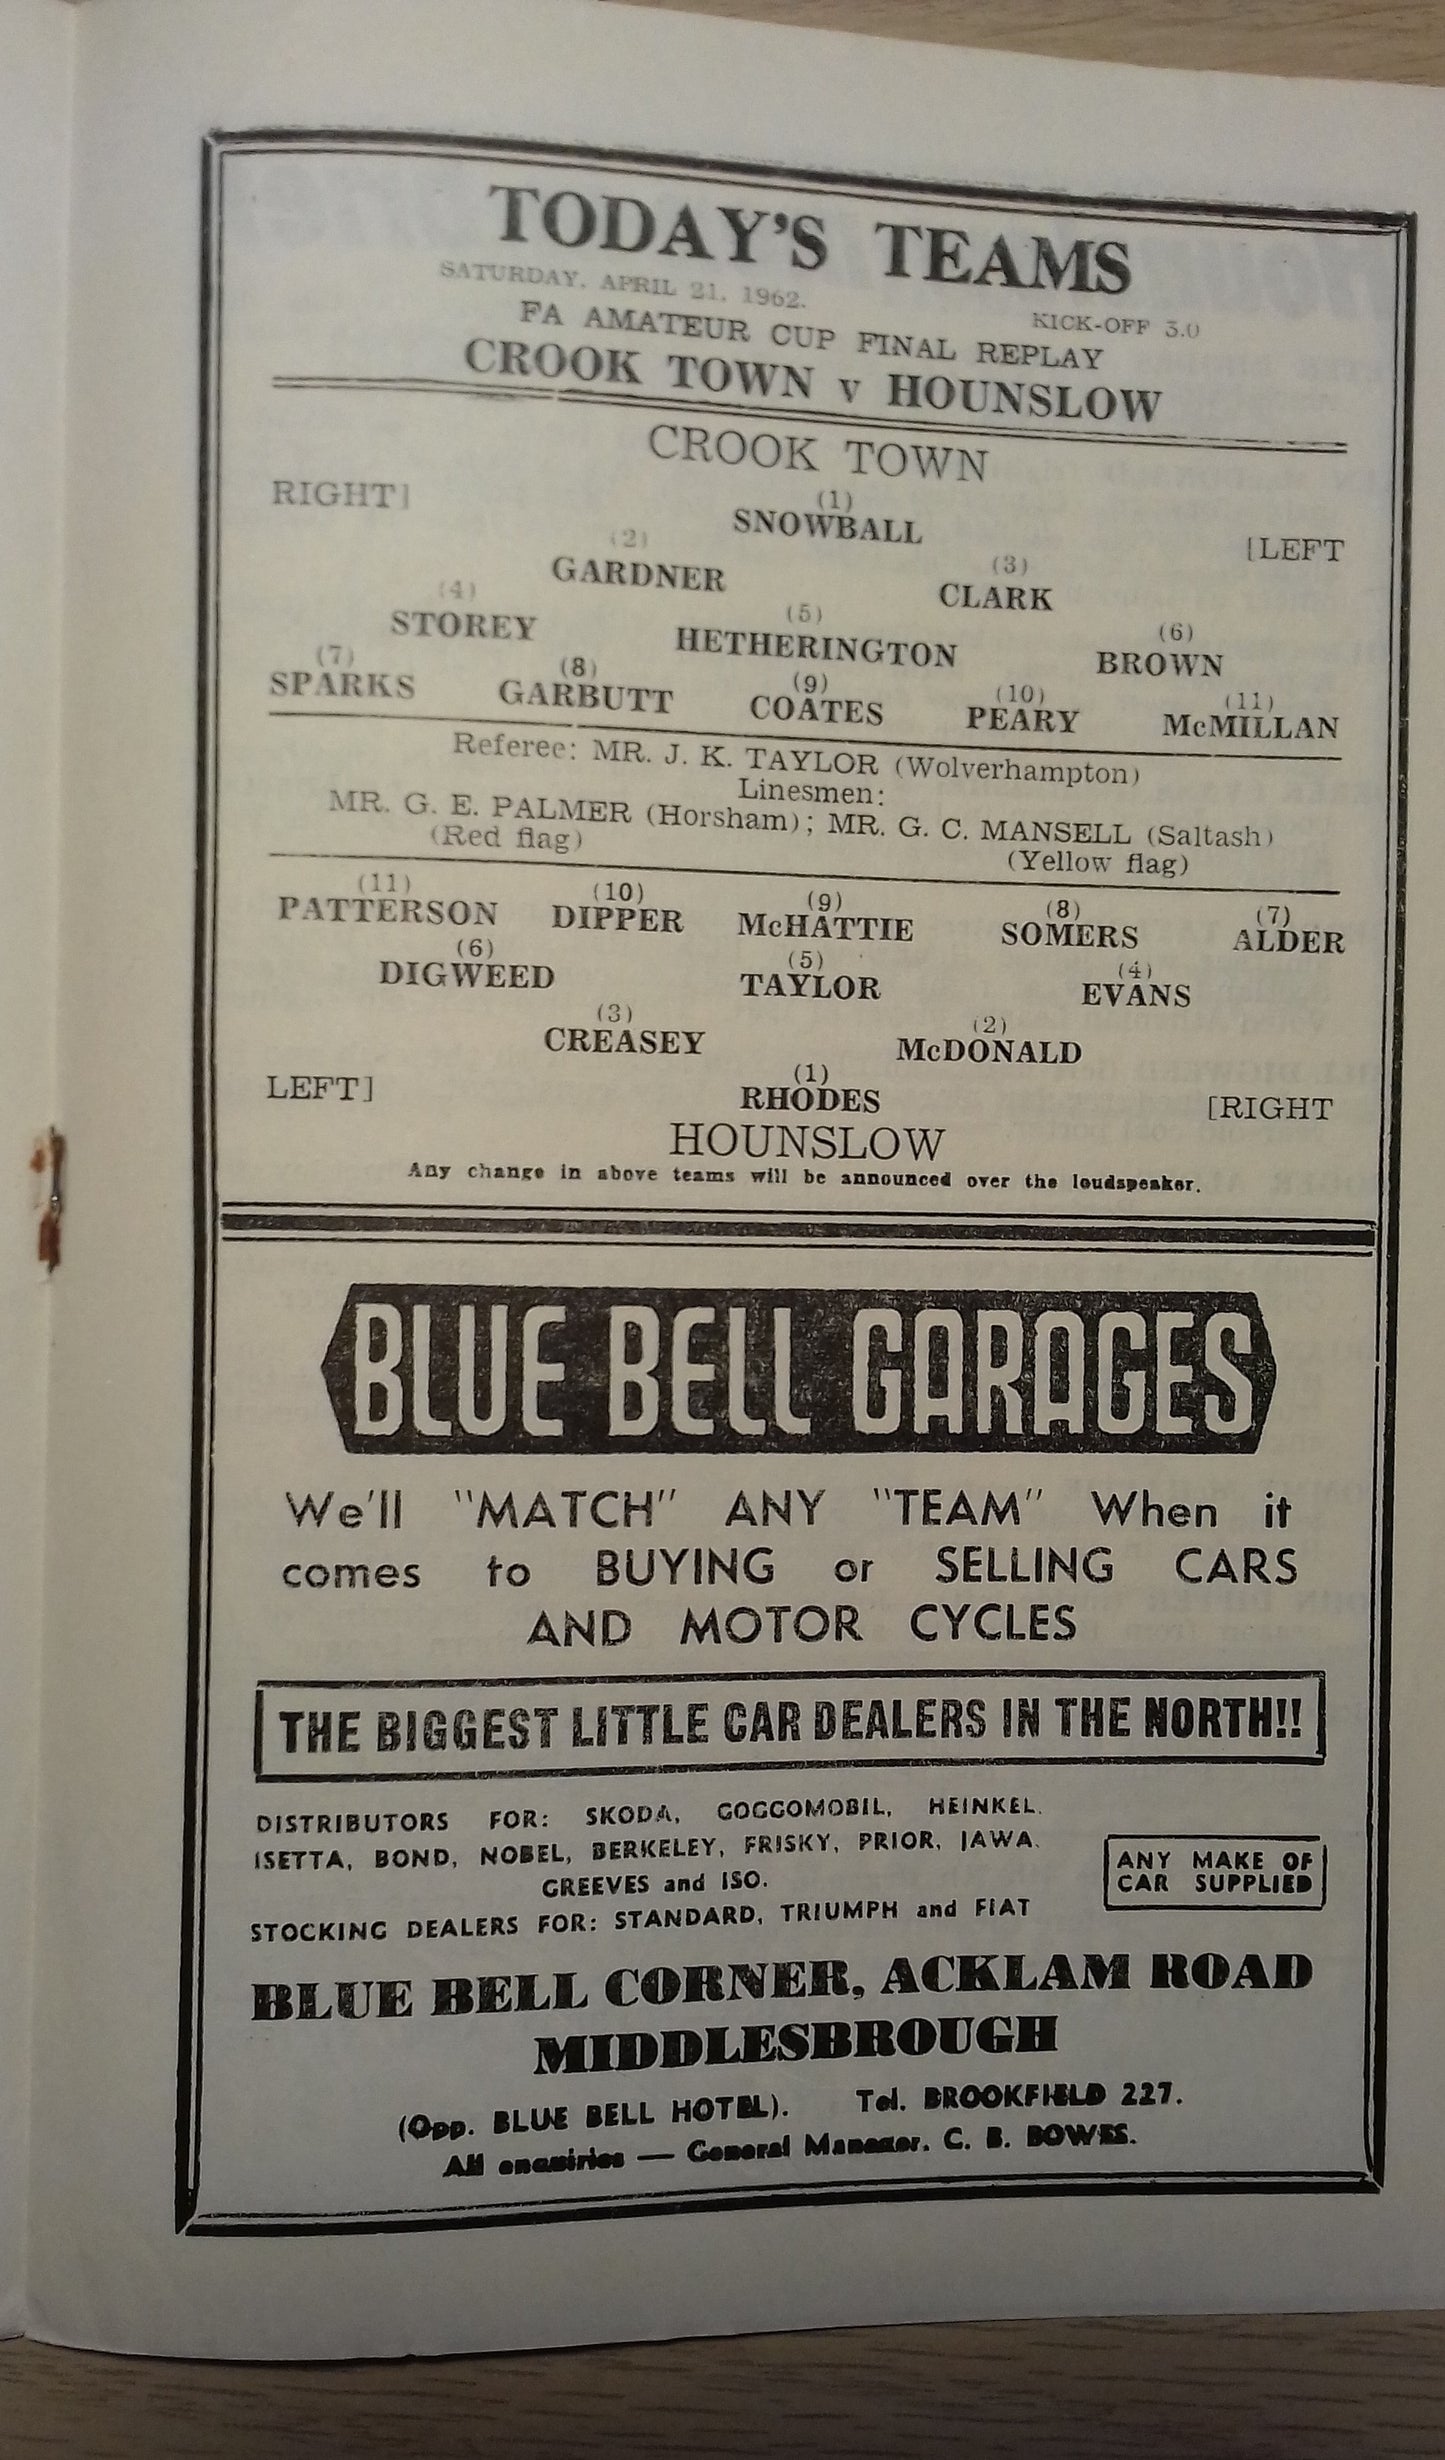 TODAY'S TEAMS
SATURDAY, APRIL 21, 1962.
KICK-OFF 3.0
FA AMATEUR CUP FINAL REPLAY
CROOK TOWN v HOUNSLOW
CROOK TOWN
RIGHT]
(1)
SNOWBALL
[LEFT
(2) (3)
GARDNER CLARK
(4) (5) (6)
STOREY HETHERINGTON BROWN
(7) (8) (9) (10) (11)
SPARKS GARBUTT COATES PEARY McMILLAN
Referee: MR. J. K. TAYLOR (Wolverhampton)
Linesmen:
MR. G. E. PALMER (Horsham); MR. G. C. MANSELL (Saltash)
(Red flag) (Yellow flag)
(11) (10) (9) (8) (7)
PATTERSON DIPPER McHATTIE SOMERS ALDER
(6) (5) (4)
DIGWEED TAYLOR EVANS
(3) (2)
CREASEY McDONALD
LEFT]
(1)
RHODES
[RIGHT
HOUNSLOW
Any change in above teams will be announced over the loudspeaker.
BLUE BELL GARAGES
We'll "MATCH" ANY "TEAM" When it
comes to BUYING or SELLING CARS
AND MOTOR CYCLES
THE BIGGEST LITTLE CAR DEALERS IN THE NORTH!!
DISTRIBUTORS FOR: SKODA, GOGGOMOBIL, HEINKEL,
ISETTA, BOND, NOBEL, BERKELEY, FRISKY, PRIOR, JAWA,
GREEVES and ISO.
STOCKING DEALERS FOR: STANDARD, TRIUMPH and FIAT
ANY MAKE OF
CAR SUPPLIED
BLUE BELL CORNER, ACKLAM ROAD
MIDDLESBROUGH
(Opp. BLUE BELL HOTEL). Tel. BROOKFIELD 227.
All enquiries — General Manager. C. B. BOWES.